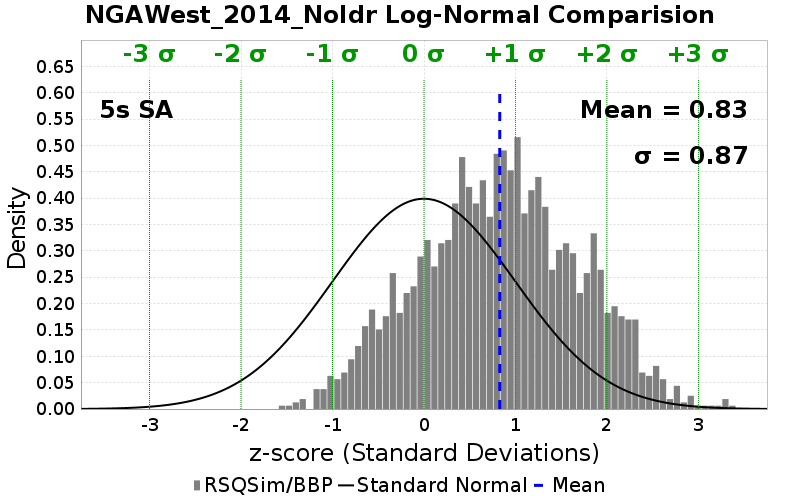 NGAWest_2014_NoIdr Log-Normal Comparision
-3 σ -2 σ -1 σ 0 σ +1 σ +2 σ +3 σ
5s SA
Mean = 0.83
σ = 0.87
Density
0.65
0.60
0.55
0.50
0.45
0.40
0.35
0.30
0.25
0.20
0.15
0.10
0.05
0.00
-3 -2 -1 0 1 2 3
z-score (Standard Deviations)
RSQSim/BBP Standard Normal Mean